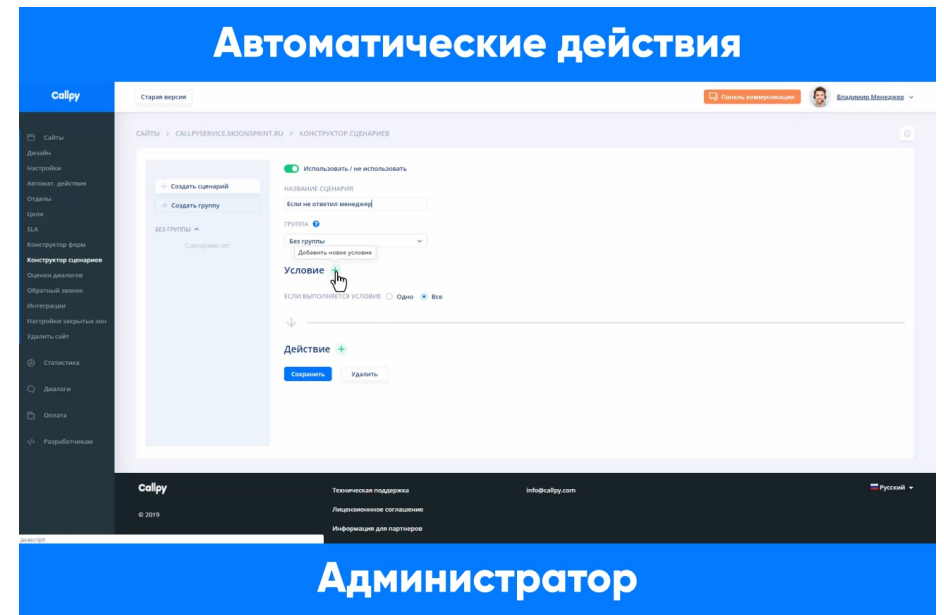 Автоматические действия
Callpy
Старая версия
Панель коммуникации
Владимир Менеджер
Сайты
САЙТЫ > CALLPYSERVICE.MOONSPRINT.RU > КОНСТРУКТОР СЦЕНАРИЕВ
Дизайн
Настройки
Автомат. действия
Отделы
Цели
SLA
Конструктор форм
Конструктор сценариев
Оценки диалогов
Обратный звонок
Интеграции
Настройки закрытых зон
Удалить сайт
Статистика
Диалоги
Оплата
</> Разработчикам
+ Создать сценарий
+ Создать группу
БЕЗ ГРУППЫ
Сценариев нет
Использовать / не использовать
НАЗВАНИЕ СЦЕНАРИЯ
Если не ответил менеджер
ГРУППА ?
Без группы
Добавить новое условие
Условие +
ЕСЛИ ВЫПОЛНЯЕТСЯ УСЛОВИЕ Одно Все
Действие +
Сохранить Удалить
Callpy
© 2019
Техническая поддержка
Лицензионное соглашение
Информация для партнеров
info@callpy.com
Русский
javascript:
Администратор